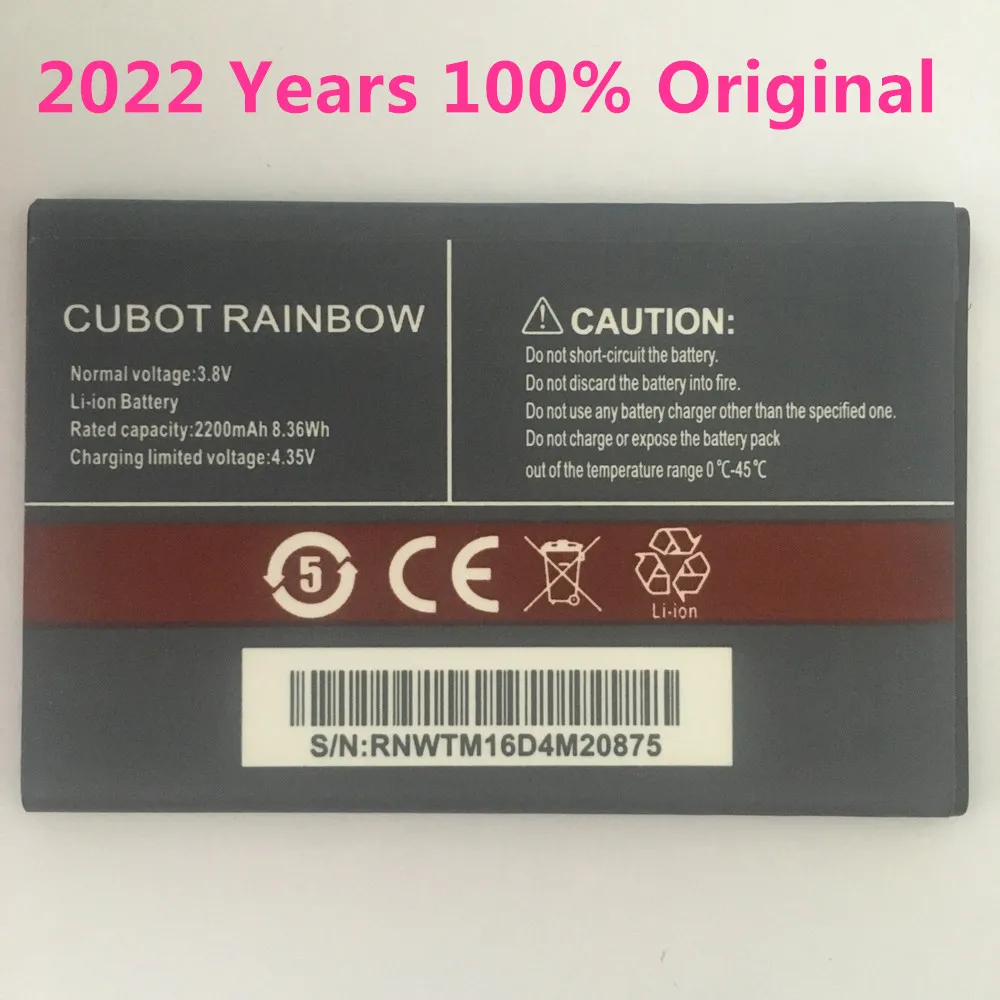 2022 Years 100% Original
CUBOT RAINBOW
Normal voltage:3.8V
Li-ion Battery
Rated capacity:2200mAh 8.36Wh
Charging limited voltage:4.35V
CAUTION:
Do not short-circuit the battery.
Do not discard the battery into fire.
Do not use any battery charger other than the specified one.
Do not charge or expose the battery pack
out of the temperature range 0℃-45℃
5
CE
Li-ion
S/N:RNWTM16D4M20875